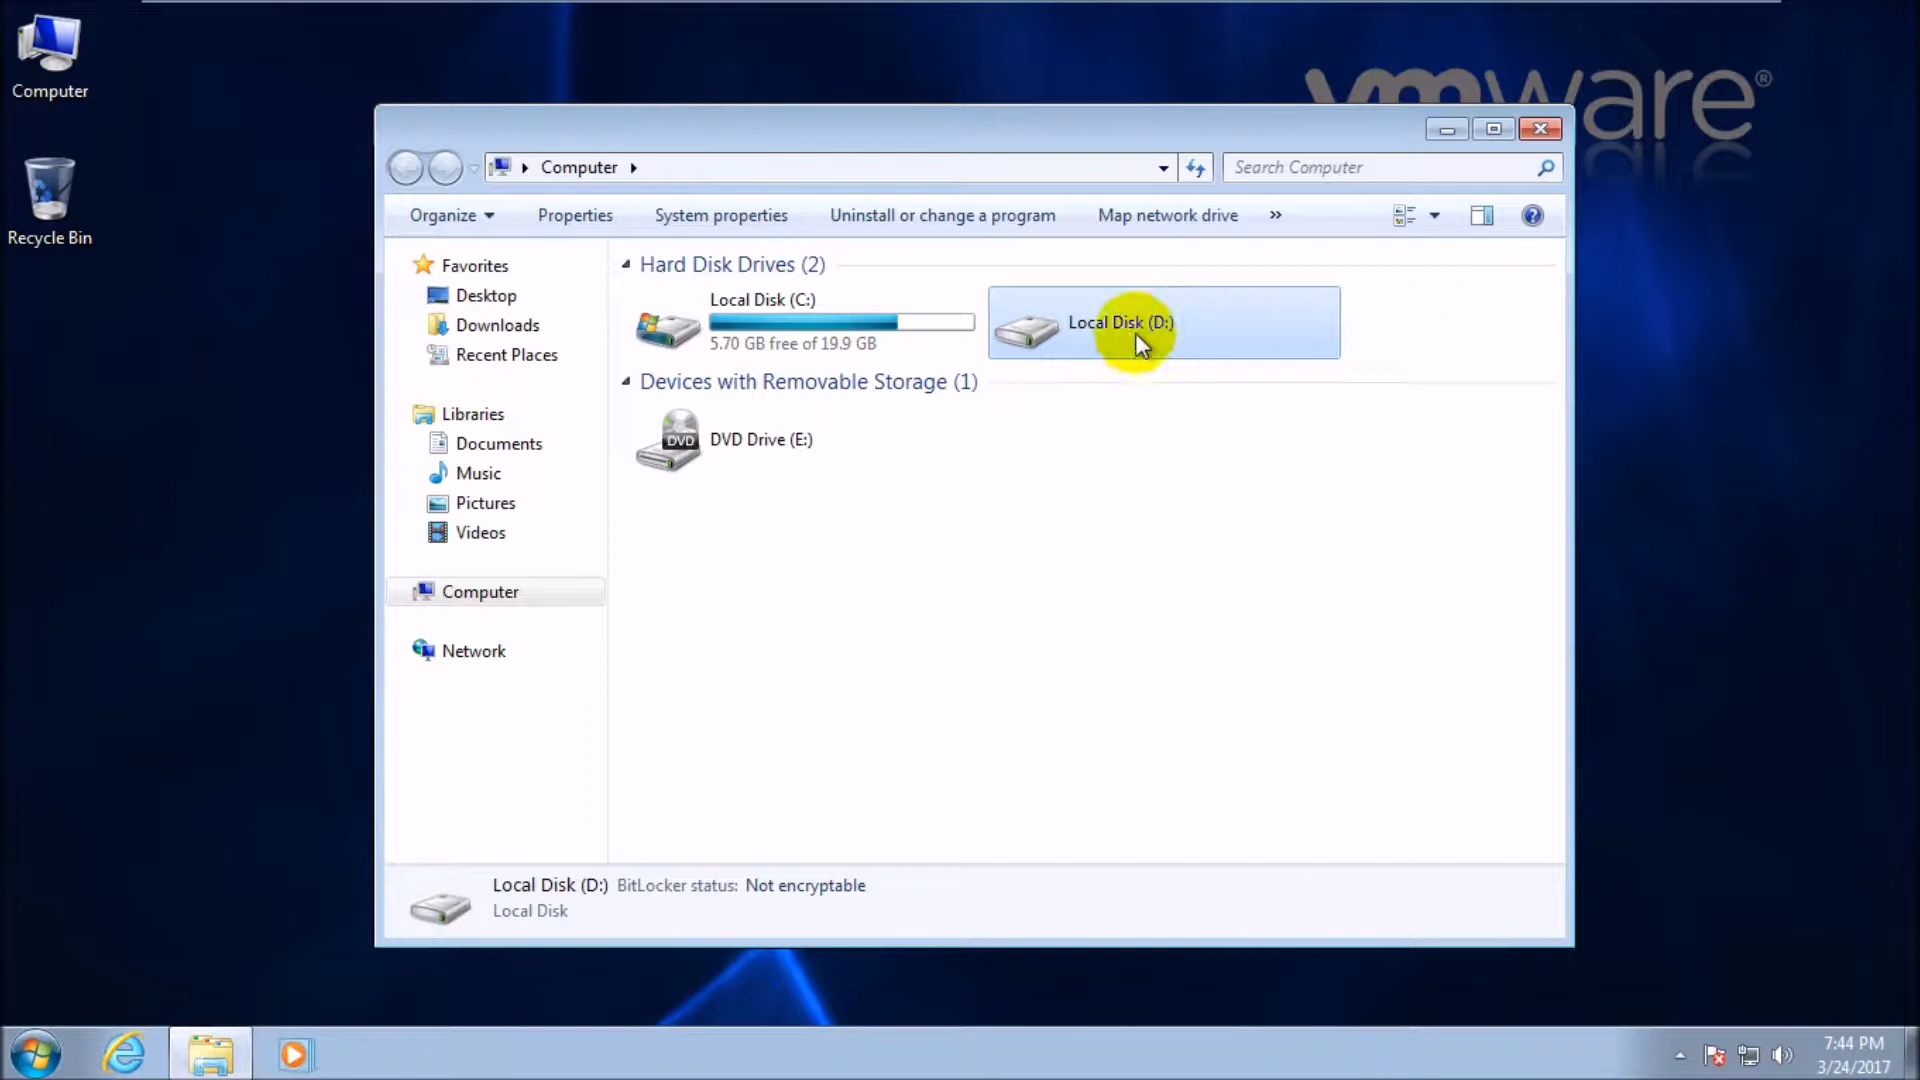 Computer
Recycle Bin
vmware®
Computer
Search Computer
Organize
Properties
System properties
Uninstall or change a program
Map network drive
»
Favorites
Desktop
Downloads
Recent Places
Libraries
Documents
Music
Pictures
Videos
Computer
Network
Hard Disk Drives (2)
Local Disk (C:)
5.70 GB free of 19.9 GB
Local Disk (D:)
Devices with Removable Storage (1)
DVD
DVD Drive (E:)
Local Disk (D:) BitLocker status: Not encryptable
Local Disk
7:44 PM
3/24/2017